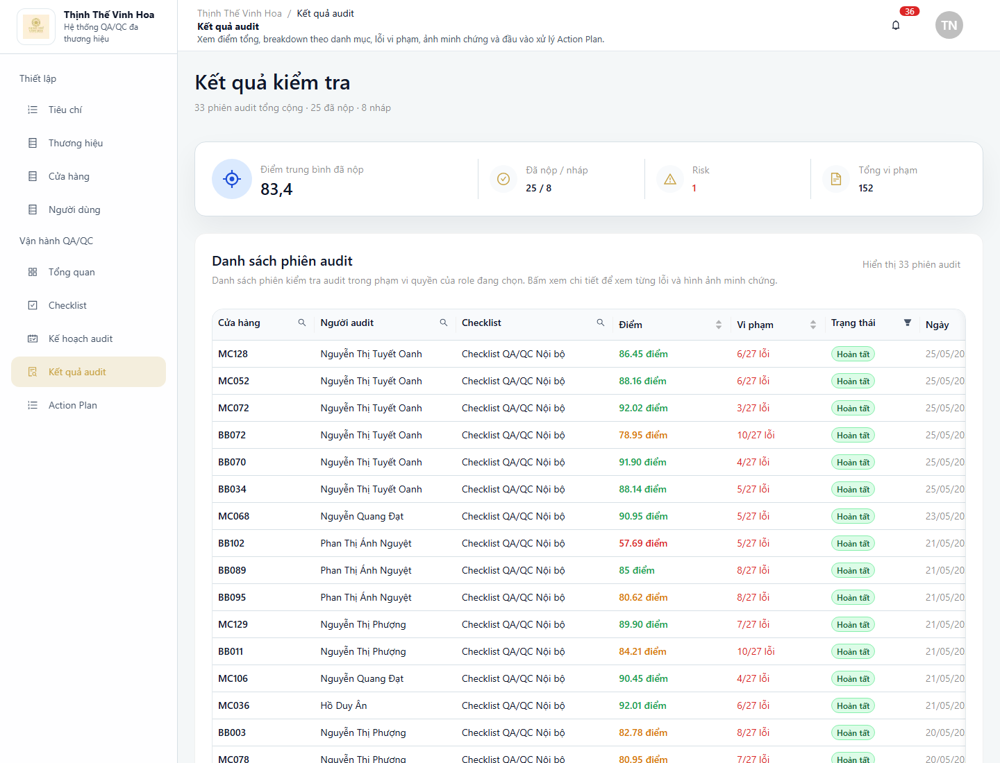 Thịnh Thế Vinh Hoa
Hệ thống QA/QC đa
thương hiệu
Thiết lập
Tiêu chí
Thương hiệu
Cửa hàng
Người dùng
Vận hành QA/QC
Tổng quan
Checklist
Kế hoạch audit
Kết quả audit
Action Plan
Thịnh Thế Vinh Hoa / Kết quả audit
Kết quả audit
Xem điểm tổng, breakdown theo danh mục, lỗi vi phạm, ảnh minh chứng và đầu vào xử lý Action Plan.
36
TN
Kết quả kiểm tra
33 phiên audit tổng cộng · 25 đã nộp · 8 nháp
Điểm trung bình đã nộp
83,4
Đã nộp / nháp
25 / 8
Risk
1
Tổng vi phạm
152
Danh sách phiên audit
Hiển thị 33 phiên audit
Danh sách phiên kiểm tra audit trong phạm vi quyền của role đang chọn. Bấm xem chi tiết để xem từng lỗi và hình ảnh minh chứng.
Cửa hàng Người audit Checklist Điểm Vi phạm Trạng thái Ngày
MC128 Nguyễn Thị Tuyết Oanh Checklist QA/QC Nội bộ 86.45 điểm 6/27 lỗi Hoàn tất 25/05/20
MC052 Nguyễn Thị Tuyết Oanh Checklist QA/QC Nội bộ 88.16 điểm 6/27 lỗi Hoàn tất 25/05/20
MC072 Nguyễn Thị Tuyết Oanh Checklist QA/QC Nội bộ 92.02 điểm 3/27 lỗi Hoàn tất 25/05/20
BB072 Nguyễn Thị Tuyết Oanh Checklist QA/QC Nội bộ 78.95 điểm 10/27 lỗi Hoàn tất 25/05/20
BB070 Nguyễn Thị Tuyết Oanh Checklist QA/QC Nội bộ 91.90 điểm 4/27 lỗi Hoàn tất 25/05/20
BB034 Nguyễn Thị Tuyết Oanh Checklist QA/QC Nội bộ 88.14 điểm 5/27 lỗi Hoàn tất 25/05/20
MC068 Nguyễn Quang Đạt Checklist QA/QC Nội bộ 90.95 điểm 5/27 lỗi Hoàn tất 23/05/20
BB102 Phan Thị Ánh Nguyệt Checklist QA/QC Nội bộ 57.69 điểm 5/27 lỗi Hoàn tất 21/05/20
BB089 Phan Thị Ánh Nguyệt Checklist QA/QC Nội bộ 85 điểm 8/27 lỗi Hoàn tất 21/05/20
BB095 Phan Thị Ánh Nguyệt Checklist QA/QC Nội bộ 80.62 điểm 8/27 lỗi Hoàn tất 21/05/20
MC129 Nguyễn Thị Phượng Checklist QA/QC Nội bộ 89.90 điểm 7/27 lỗi Hoàn tất 21/05/20
BB011 Nguyễn Thị Phượng Checklist QA/QC Nội bộ 84.21 điểm 10/27 lỗi Hoàn tất 21/05/20
MC106 Nguyễn Quang Đạt Checklist QA/QC Nội bộ 90.45 điểm 4/27 lỗi Hoàn tất 21/05/20
MC036 Hồ Duy Ân Checklist QA/QC Nội bộ 92.01 điểm 6/27 lỗi Hoàn tất 21/05/20
BB003 Nguyễn Thị Phượng Checklist QA/QC Nội bộ 82.78 điểm 8/27 lỗi Hoàn tất 20/05/20
MC078 Nguyễn Thị Phượng Checklist QA/QC Nội bộ 80.95 điểm 7/27 lỗi Hoàn tất 20/05/20